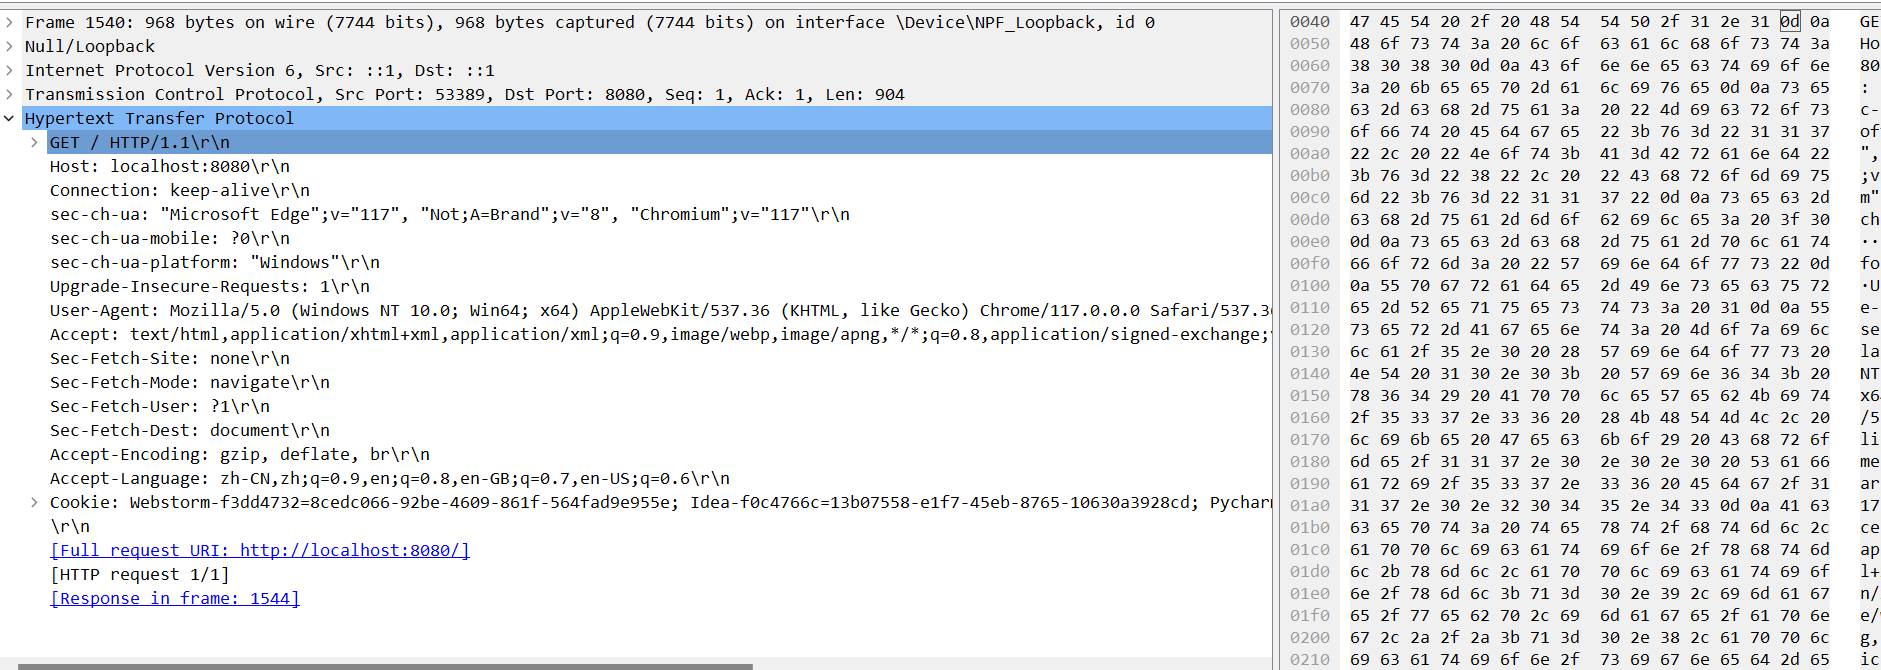 Frame 1540: 968 bytes on wire (7744 bits), 968 bytes captured (7744 bits) on interface \Device\NPF_Loopback, id 0
Null/Loopback
Internet Protocol Version 6, Src: ::1, Dst: ::1
Transmission Control Protocol, Src Port: 53389, Dst Port: 8080, Seq: 1, Ack: 1, Len: 904
Hypertext Transfer Protocol
GET / HTTP/1.1\r\n
Host: localhost:8080\r\n
Connection: keep-alive\r\n
sec-ch-ua: "Microsoft Edge";v="117", "Not;A=Brand";v="8", "Chromium";v="117"\r\n
sec-ch-ua-mobile: ?0\r\n
sec-ch-ua-platform: "Windows"\r\n
Upgrade-Insecure-Requests: 1\r\n
User-Agent: Mozilla/5.0 (Windows NT 10.0; Win64; x64) AppleWebKit/537.36 (KHTML, like Gecko) Chrome/117.0.0.0 Safari/537.3
Accept: text/html,application/xhtml+xml,application/xml;q=0.9,image/webp,image/apng,*/*;q=0.8,application/signed-exchange;
Sec-Fetch-Site: none\r\n
Sec-Fetch-Mode: navigate\r\n
Sec-Fetch-User: ?1\r\n
Sec-Fetch-Dest: document\r\n
Accept-Encoding: gzip, deflate, br\r\n
Accept-Language: zh-CN,zh;q=0.9,en;q=0.8,en-GB;q=0.7,en-US;q=0.6\r\n
Cookie: Webstorm-f3dd4732=8cedc066-92be-4609-861f-564fad9e955e; Idea-f0c4766c=13b07558-e1f7-45eb-8765-10630a3928cd; Pychar
\r\n
[Full request URI: http://localhost:8080/]
[HTTP request 1/1]
[Response in frame: 1544]
0040 47 45 54 20 2f 20 48 54 54 50 2f 31 2e 31 0d 0a GE
0050 48 6f 73 74 3a 20 6c 6f 63 61 6c 68 6f 73 74 3a Ho
0060 38 30 38 30 0d 0a 43 6f 6e 6e 65 63 74 69 6f 6e 80
0070 3a 20 6b 65 65 70 2d 61 6c 69 76 65 0d 0a 73 65 :
0080 63 2d 63 68 2d 75 61 3a 20 22 4d 69 63 72 6f 73 c-
0090 6f 66 74 20 45 64 67 65 22 3b 76 3d 22 31 31 37 of
00a0 22 2c 20 22 4e 6f 74 3b 41 3d 42 72 61 6e 64 22 ",
00b0 3b 76 3d 22 38 22 2c 20 22 43 68 72 6f 6d 69 75 ;v
00c0 6d 22 3b 76 3d 22 31 31 37 22 0d 0a 73 65 63 2d m"
00d0 63 68 2d 75 61 2d 6d 6f 62 69 6c 65 3a 20 3f 30 ch
00e0 0d 0a 73 65 63 2d 63 68 2d 75 61 2d 70 6c 61 74 ··
00f0 66 6f 72 6d 3a 20 22 57 69 6e 64 6f 77 73 22 0d fo
0100 0a 55 70 67 72 61 64 65 2d 49 6e 73 65 63 75 72 ·U
0110 65 2d 52 65 71 75 65 73 74 73 3a 20 31 0d 0a 55 e-
0120 73 65 72 2d 41 67 65 6e 74 3a 20 4d 6f 7a 69 6c se
0130 6c 61 2f 35 2e 30 20 28 57 69 6e 64 6f 77 73 20 la
0140 4e 54 20 31 30 2e 30 3b 20 57 69 6e 36 34 3b 20 NT
0150 78 36 34 29 20 41 70 70 6c 65 57 65 62 4b 69 74 x6
0160 2f 35 33 37 2e 33 36 20 28 4b 48 54 4d 4c 2c 20 /5
0170 6c 69 6b 65 20 47 65 63 6b 6f 29 20 43 68 72 6f li
0180 6d 65 2f 31 31 37 2e 30 2e 30 2e 30 20 53 61 66 me
0190 61 72 69 2f 35 33 37 2e 33 36 20 45 64 67 2f 31 ar
01a0 31 37 2e 30 2e 32 30 34 35 2e 34 33 0d 0a 41 63 17
01b0 63 65 70 74 3a 20 74 65 78 74 2f 68 74 6d 6c 2c ce
01c0 61 70 70 6c 69 63 61 74 69 6f 6e 2f 78 68 74 6d ap
01d0 6c 2b 78 6d 6c 2c 61 70 70 6c 69 63 61 74 69 6f l+
01e0 6e 2f 78 6d 6c 3b 71 3d 30 2e 39 2c 69 6d 61 67 n/
01f0 65 2f 77 65 62 70 2c 69 6d 61 67 65 2f 61 70 6e e/
0200 67 2c 2a 2f 2a 3b 71 3d 30 2e 38 2c 61 70 70 6c g,
0210 69 63 61 74 69 6f 6e 2f 73 69 67 6e 65 64 2d 65 ic